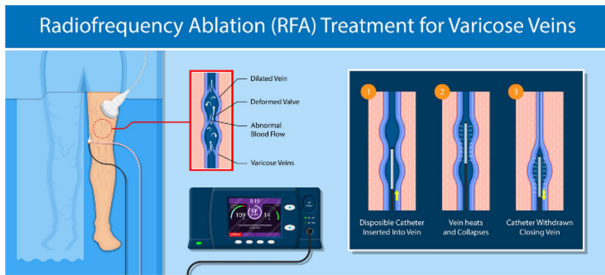 Radiofrequency Ablation (RFA) Treatment for Varicose Veins
Dilated Vein
Deformed Valve
Abnormal
Blood Flow
Varicose Veins
1
2
3
Disposable Catheter
Inserted Into Vein
Vein heats
and Collapses
Catheter Withdrawn
Closing Vein